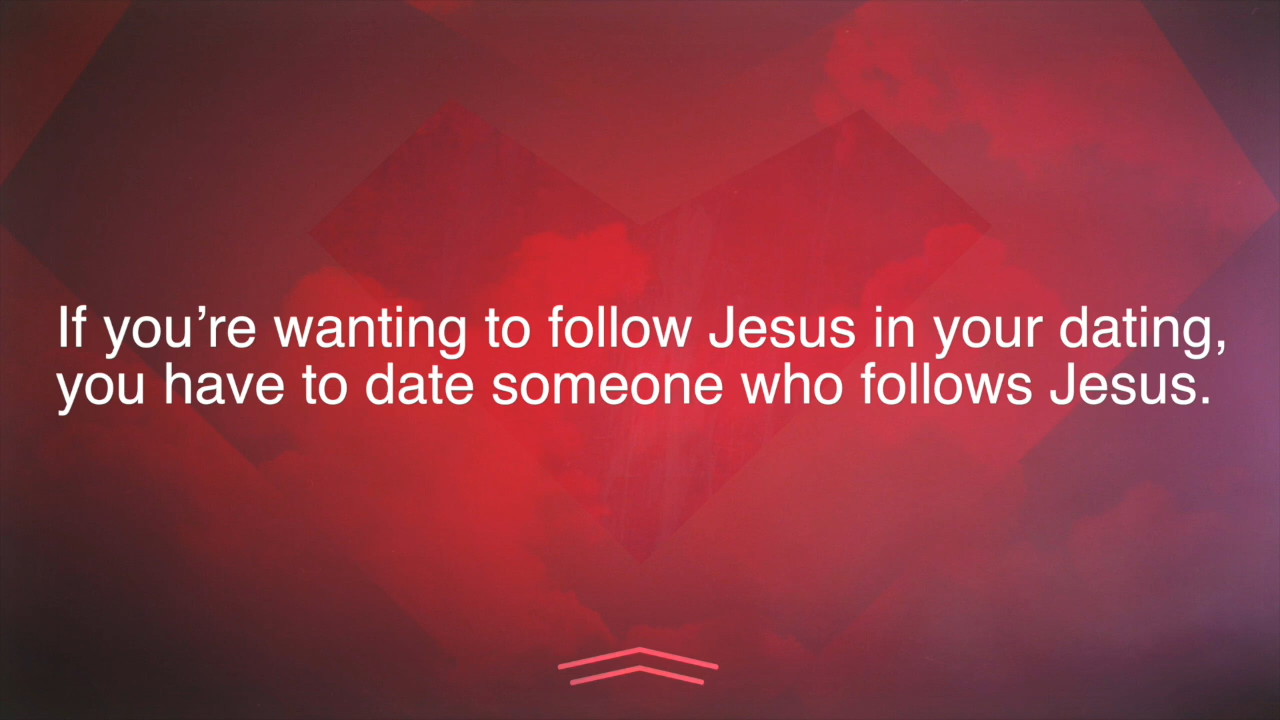 If you’re wanting to follow Jesus in your dating,
you have to date someone who follows Jesus.